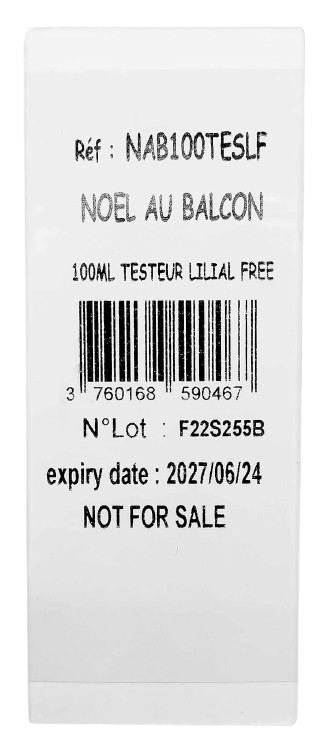 Réf : NAB100TESLF
NOEL AU BALCON
100ML TESTEUR LILIAL FREE
3 760168 590467
N°Lot : F22S255B
expiry date : 2027/06/24
NOT FOR SALE